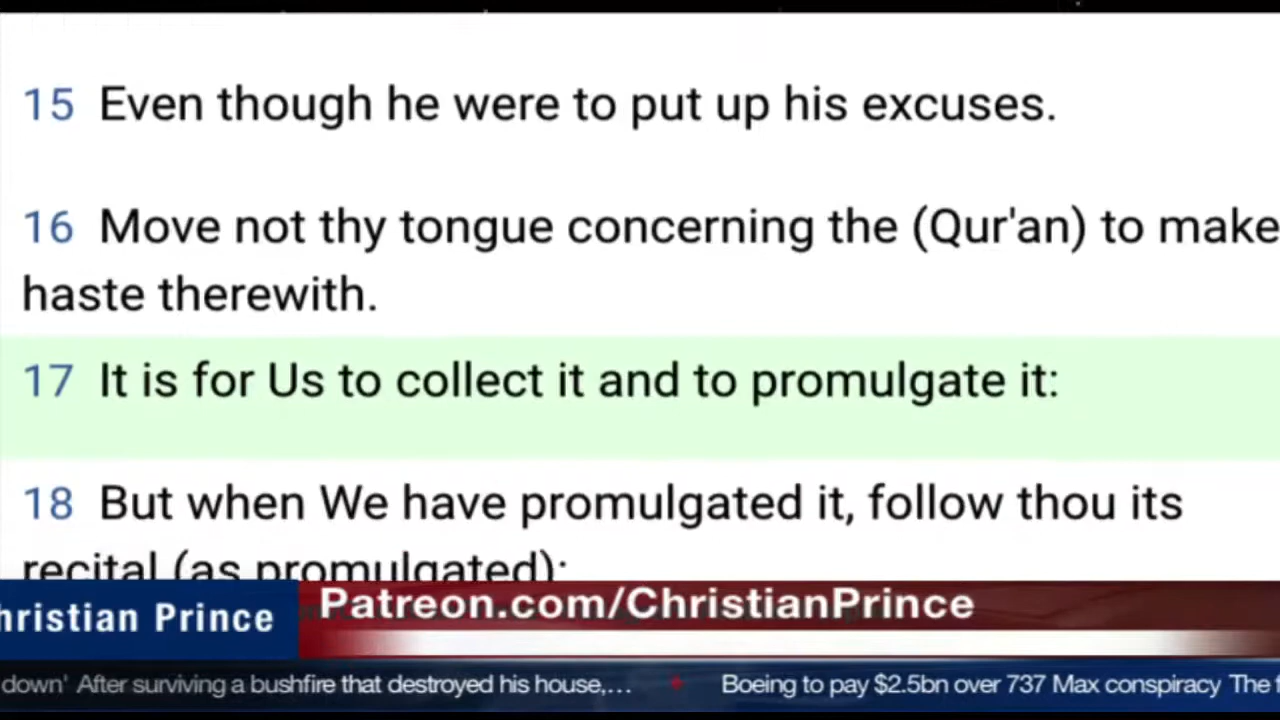 15 Even though he were to put up his excuses.
16 Move not thy tongue concerning the (Qur'an) to make
haste therewith.
17 It is for Us to collect it and to promulgate it:
18 But when We have promulgated it, follow thou its
recital (as promulgated):
hristian Prince
Patreon.com/ChristianPrince
down' After surviving a bushfire that destroyed his house,... Boeing to pay $2.5bn over 737 Max conspiracy The f